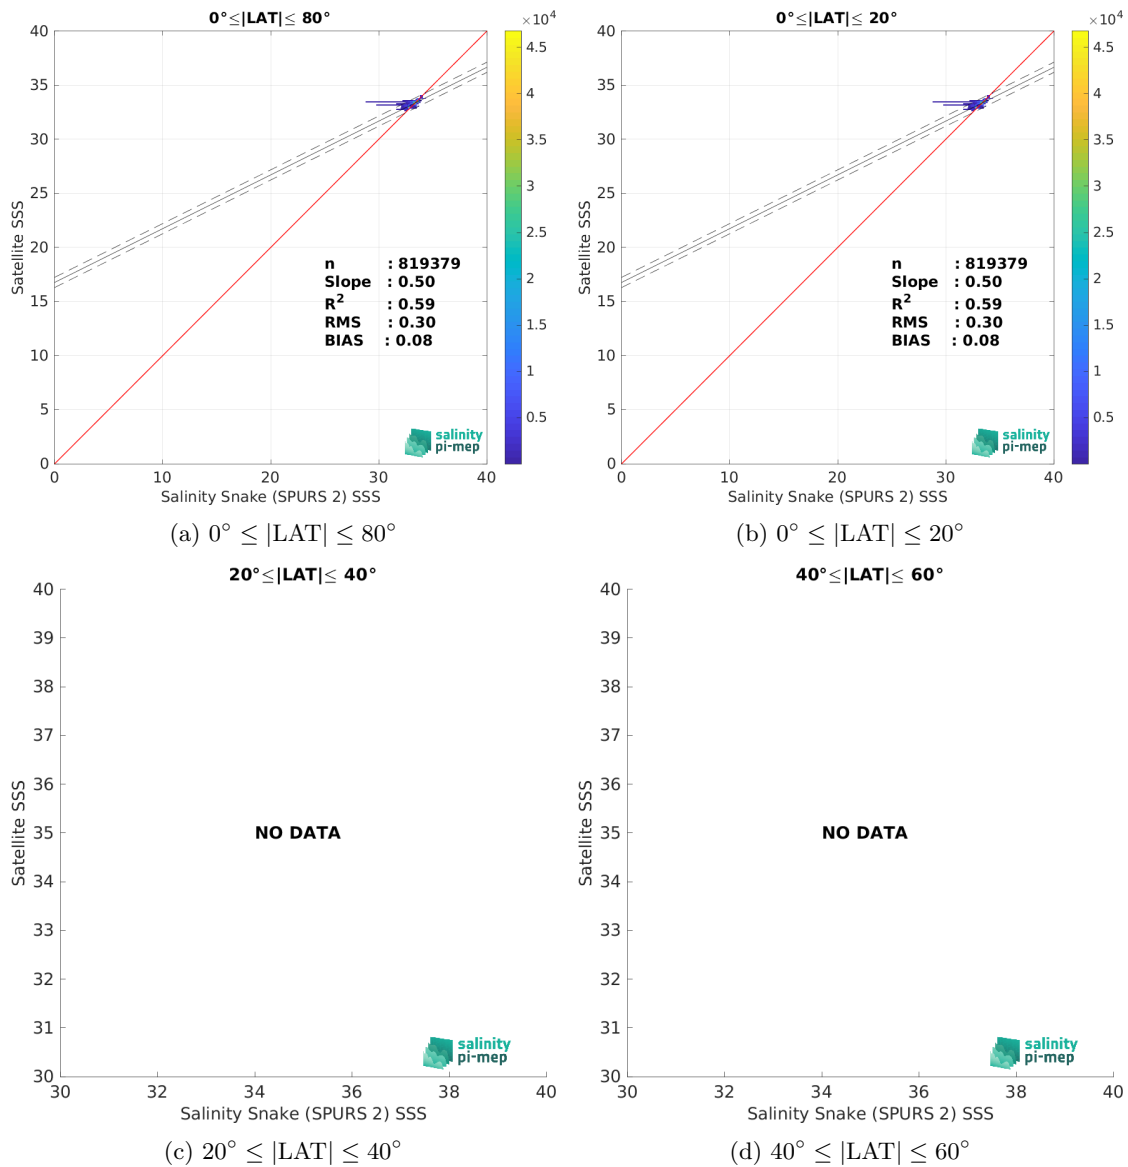 0°≤|LAT|≤ 80°
×10⁴
40
35
30
25
20
15
10
5
0
Satellite SSS
n : 819379
Slope : 0.50
R² : 0.59
RMS : 0.30
BIAS : 0.08
salinity
pi-mep
4.5
4
3.5
3
2.5
2
1.5
1
0.5
0 10 20 30 40
Salinity Snake (SPURS 2) SSS
(a) 0° ≤ |LAT| ≤ 80°
0°≤|LAT|≤ 20°
×10⁴
40
35
30
25
20
15
10
5
0
Satellite SSS
n : 819379
Slope : 0.50
R² : 0.59
RMS : 0.30
BIAS : 0.08
salinity
pi-mep
4.5
4
3.5
3
2.5
2
1.5
1
0.5
0 10 20 30 40
Salinity Snake (SPURS 2) SSS
(b) 0° ≤ |LAT| ≤ 20°
20°≤|LAT|≤ 40°
40
39
38
37
36
35
34
33
32
31
30
Satellite SSS
NO DATA
salinity
pi-mep
30 32 34 36 38 40
Salinity Snake (SPURS 2) SSS
(c) 20° ≤ |LAT| ≤ 40°
40°≤|LAT|≤ 60°
40
39
38
37
36
35
34
33
32
31
30
Satellite SSS
NO DATA
salinity
pi-mep
30 32 34 36 38 40
Salinity Snake (SPURS 2) SSS
(d) 40° ≤ |LAT| ≤ 60°